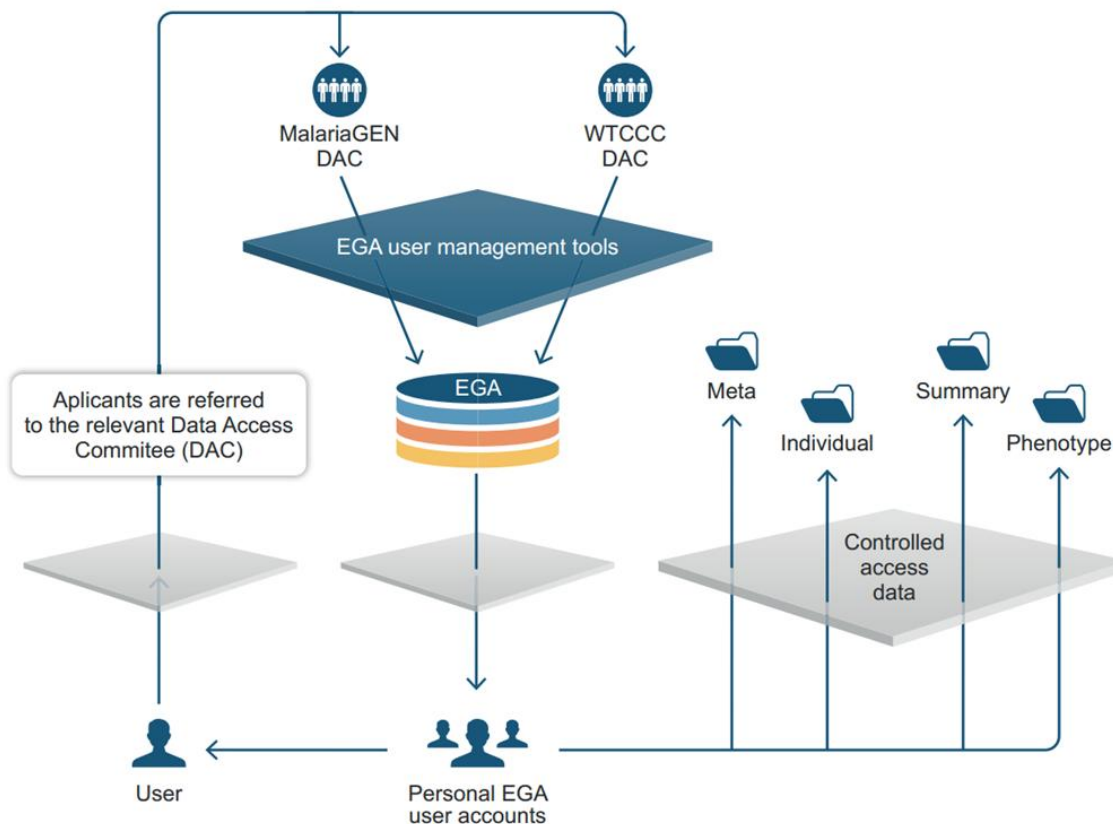 MalariaGEN
DAC
WTCCC
DAC
EGA user management tools
EGA
Aplicants are referred
to the relevant Data Access
Commitee (DAC)
Meta
Summary
Individual
Phenotype
Controlled
access
data
User
Personal EGA
user accounts